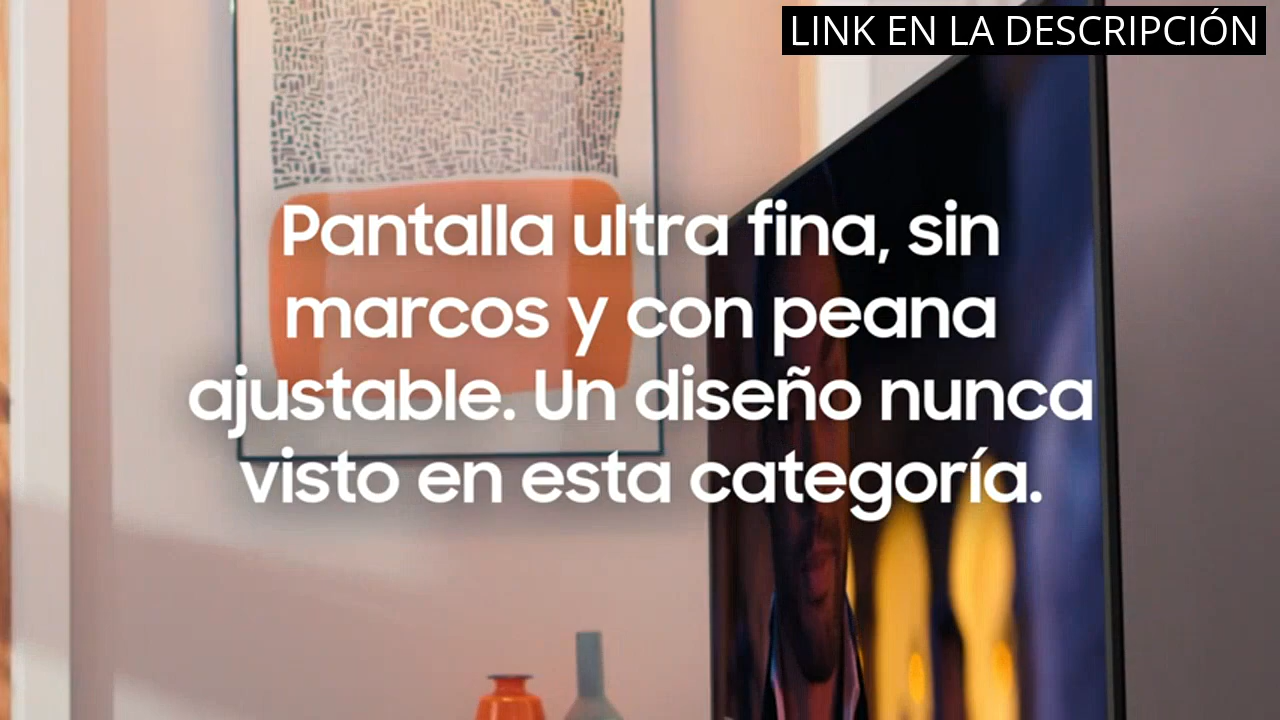 LINK EN LA DESCRIPCIÓN
Pantalla ultra fina, sin
marcos y con peana
ajustable. Un diseño nunca
visto en esta categoría.